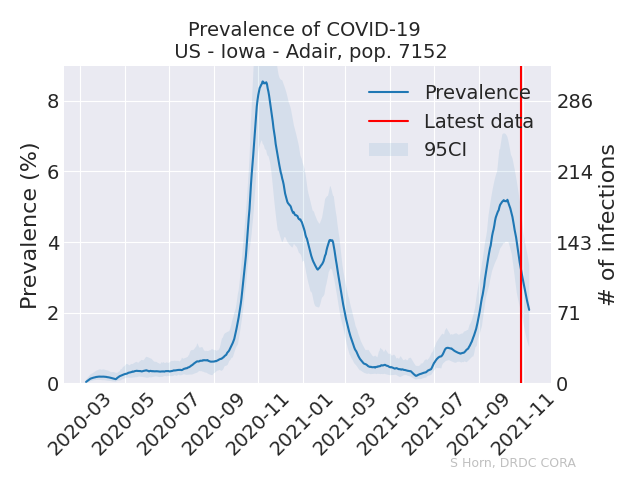 Prevalence of COVID-19
US - Iowa - Adair, pop. 7152
Prevalence
Latest data
95CI
Prevalence (%)
8
6
4
2
0
286
214
143
71
0
# of infections
2020-03
2020-05
2020-07
2020-09
2020-11
2021-01
2021-03
2021-05
2021-07
2021-09
2021-11
S Horn, DRDC CORA